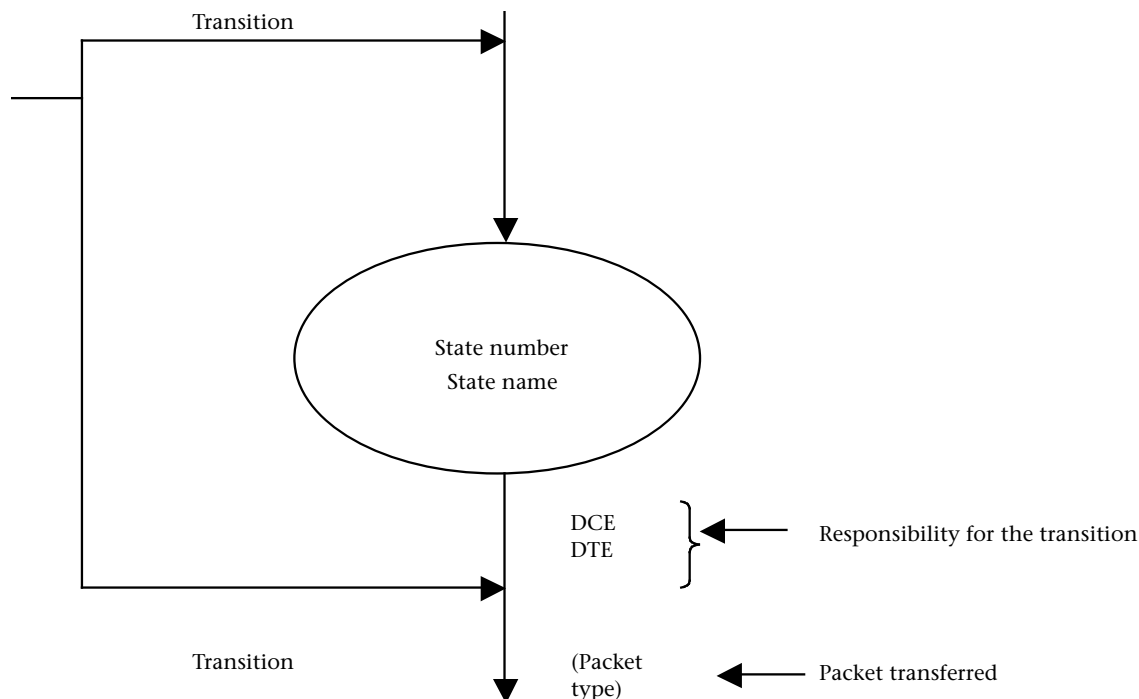 Transition
State number
State name
DCE
DTE
Responsibility for the transition
Transition
(Packet
type)
Packet transferred